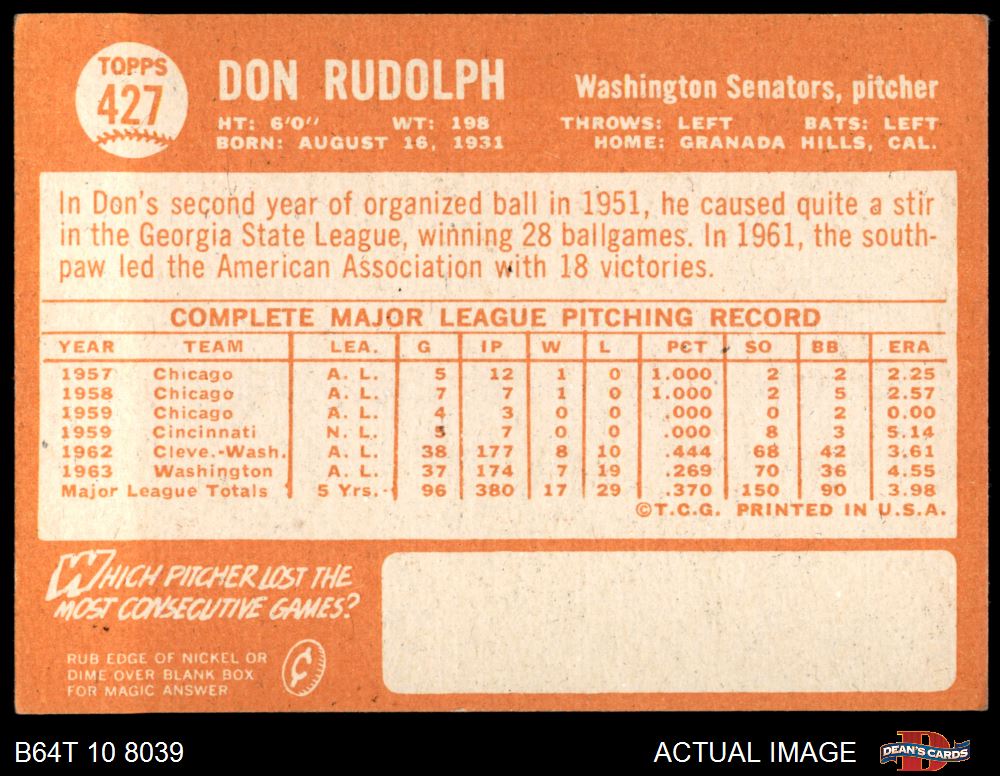 TOPPS
427
DON RUDOLPH
Washington Senators, pitcher
HT: 6'0" WT: 198
THROWS: LEFT BATS: LEFT
BORN: AUGUST 16, 1931
HOME: GRANADA HILLS, CAL.
In Don's second year of organized ball in 1951, he caused quite a stir
in the Georgia State League, winning 28 ballgames. In 1961, the south-
paw led the American Association with 18 victories.
COMPLETE MAJOR LEAGUE PITCHING RECORD
YEAR TEAM LEA. G IP W L PCT SO BB ERA
1957 Chicago A. L. 5 12 1 0 1.000 2 2 2.25
1958 Chicago A. L. 7 7 1 0 1.000 2 5 2.57
1959 Chicago A. L. 4 3 0 0 .000 0 2 0.00
1959 Cincinnati N. L. 5 7 0 0 .000 8 3 5.14
1962 Cleve.-Wash. A. L. 38 177 8 10 .444 68 42 3.61
1963 Washington A. L. 37 174 7 19 .269 70 36 4.55
Major League Totals 5 Yrs. 96 380 17 29 .370 150 90 3.98
©T.C.G. PRINTED IN U.S.A.
WHICH PITCHER LOST THE
MOST CONSECUTIVE GAMES?
RUB EDGE OF NICKEL OR
DIME OVER BLANK BOX
FOR MAGIC ANSWER
¢
B64T 10 8039
ACTUAL IMAGE
D
DEAN'S CARDS